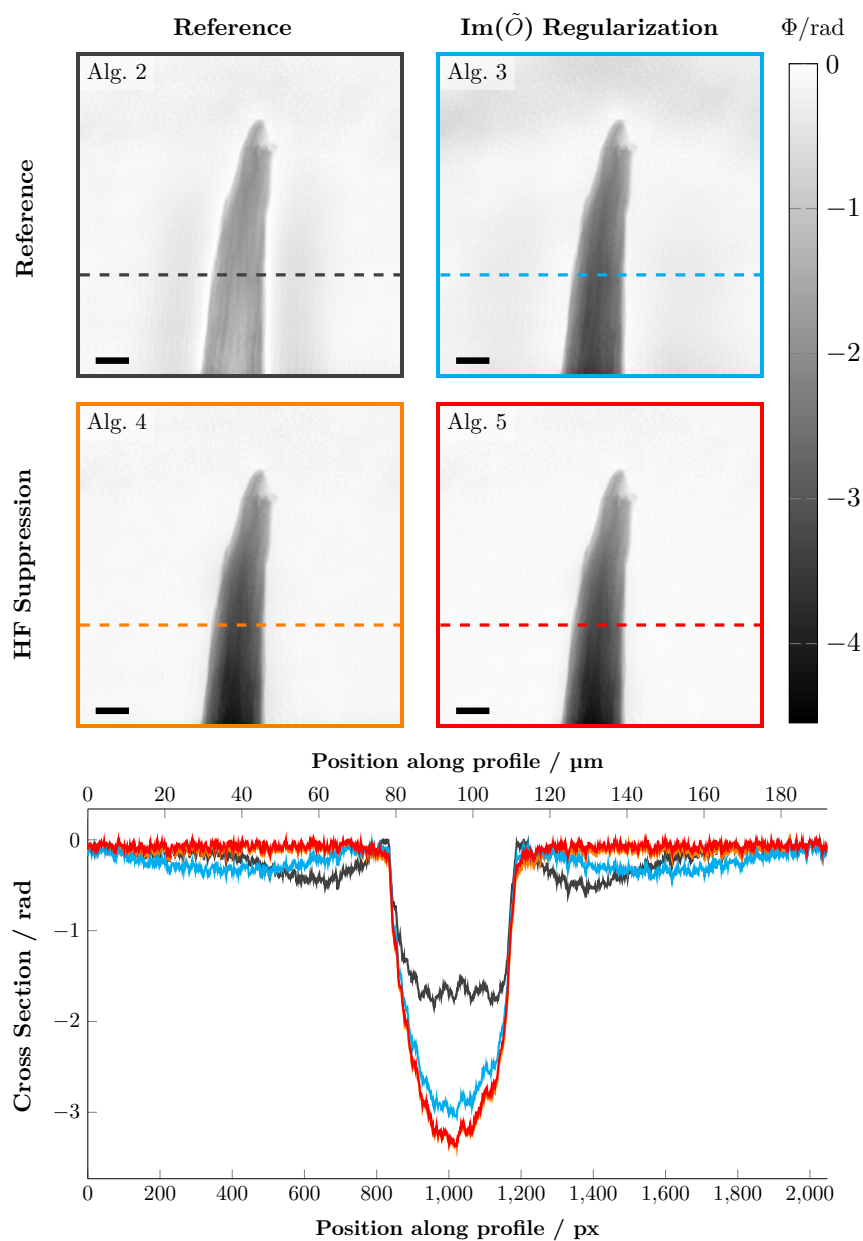 Reference
Im(Õ) Regularization
Φ/rad
Reference
Alg. 2
Alg. 3
0
−1
−2
−3
−4
HF Suppression
Alg. 4
Alg. 5
Position along profile / µm
0 20 40 60 80 100 120 140 160 180
Cross Section / rad
0
−1
−2
−3
0 200 400 600 800 1,000 1,200 1,400 1,600 1,800 2,000
Position along profile / px